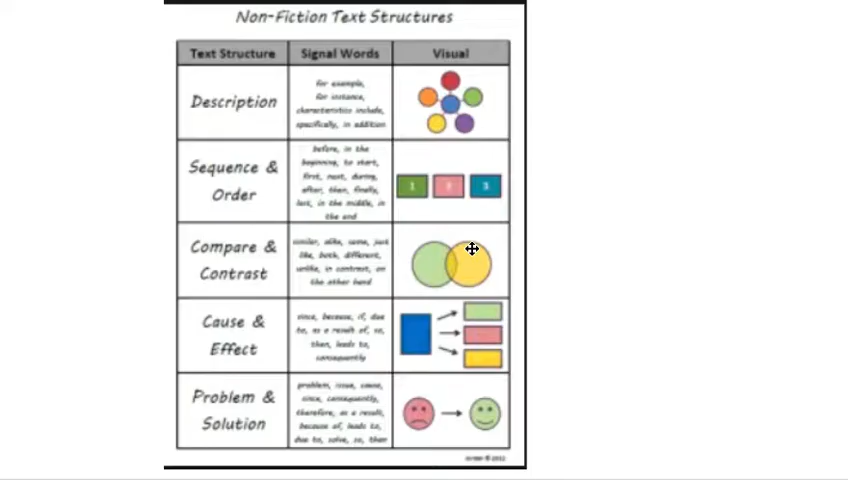 Non-Fiction Text Structures
Text Structure
Signal Words
Visual
Description
for example,
for instance,
characteristics include,
specifically, in addition
Sequence &
Order
before, in the
beginning, to start,
first, next, during,
after, then, finally,
last, in the middle, in
the end
1
2
3
Compare &
Contrast
similar, alike, same, just
like, both, different,
unlike, in contrast, on
the other hand
Cause &
Effect
since, because, if, due
to, as a result of, so,
then, leads to,
consequently
Problem &
Solution
problem, issue, cause,
since, consequently,
therefore, as a result,
because of, leads to,
due to, solve, so, then